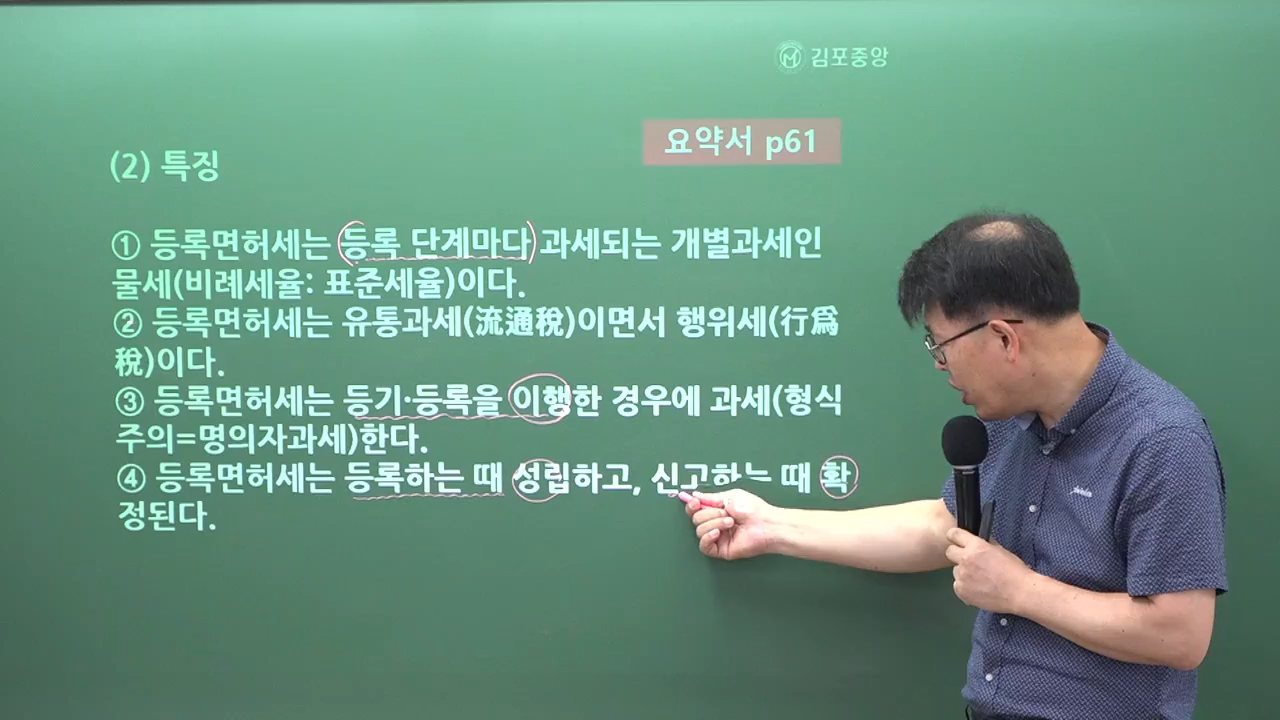 김포중앙
요약서 p61
(2) 특징
① 등록면허세는 등록 단계마다 과세되는 개별과세인
물세(비례세율: 표준세율)이다.
② 등록면허세는 유통과세(流通稅)이면서 행위세(行爲
稅)이다.
③ 등록면허세는 등기·등록을 이행한 경우에 과세(형식
주의=명의자과세)한다.
④ 등록면허세는 등록하는 때 성립하고, 신고하는 때 확
정된다.